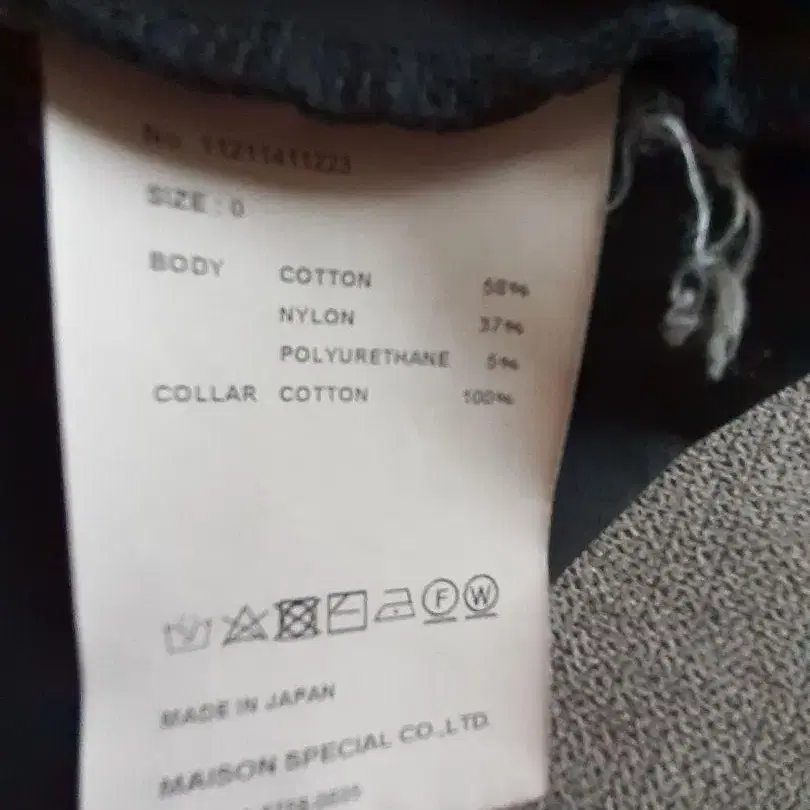 No. 11211411223
SIZE : 0
BODY COTTON 58%
NYLON 37%
POLYURETHANE 5%
COLLAR COTTON 100%
F W
MADE IN JAPAN
MAISON SPECIAL CO.,LTD.